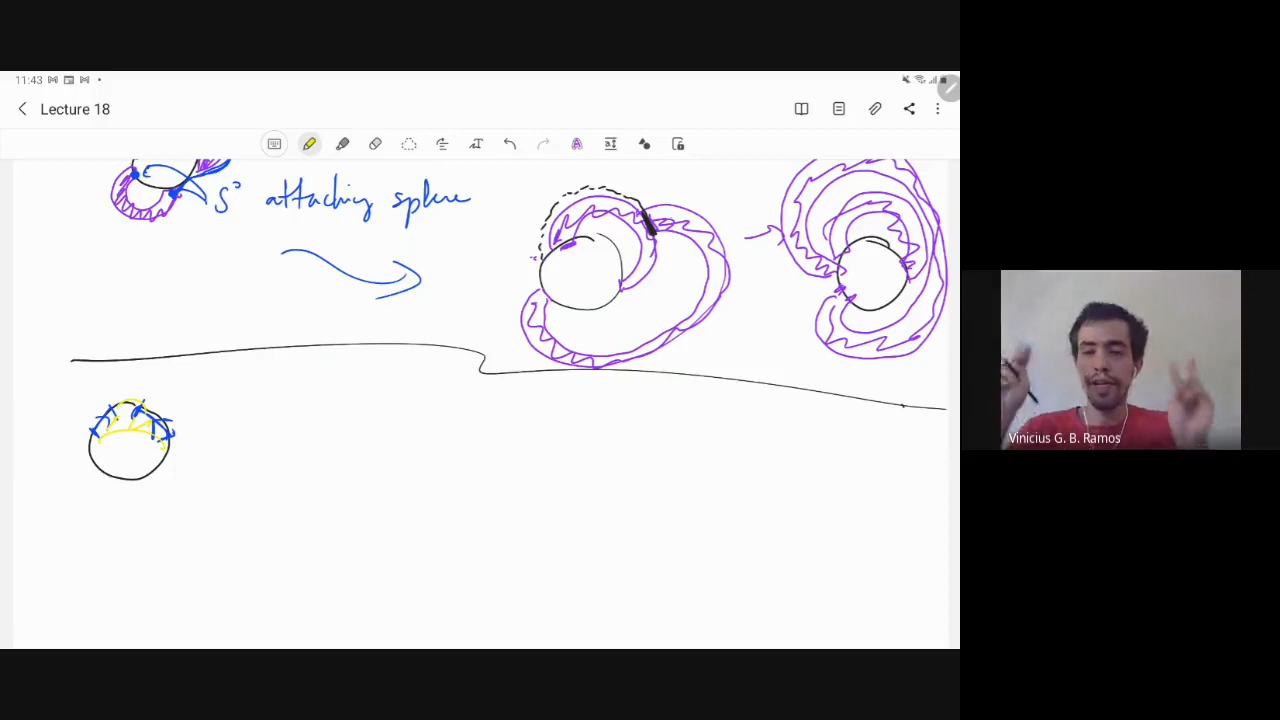 11:43
Lecture 18
S⁰ attaching sphere
Vinicius G. B. Ramos